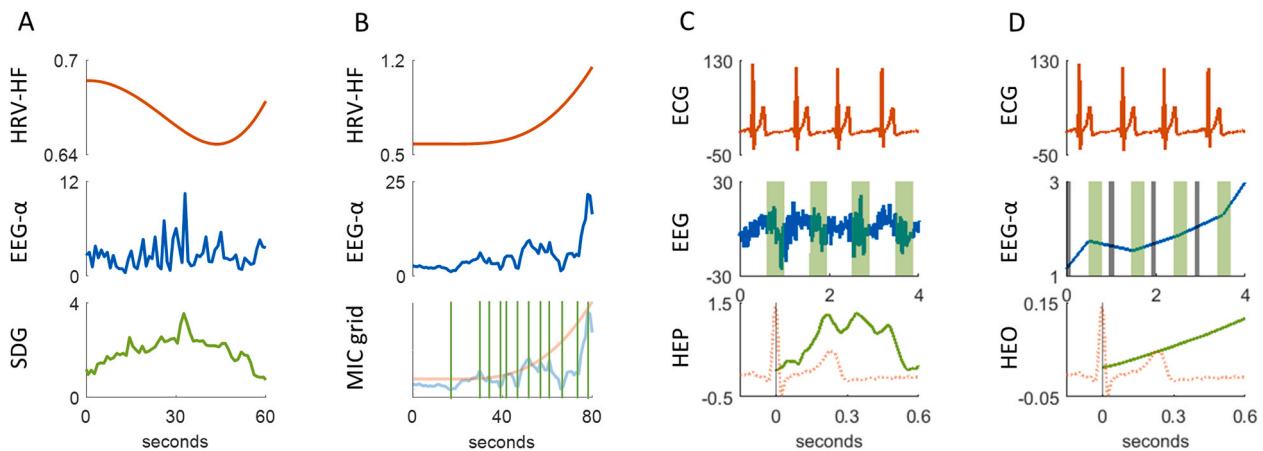 A
HRV-HF
0.7
0.64
EEG-α
12
0
SDG
4
0
0 30 60
seconds
B
HRV-HF
1.2
0.5
EEG-α
25
0
MIC grid
0 40 80
seconds
C
ECG
130
-50
EEG
30
-30
0 2 4
HEP
1.5
-0.5
0 0.3 0.6
seconds
D
ECG
130
-50
EEG-α
3
1
0 2 4
HEO
0.15
-0.05
0 0.3 0.6
seconds